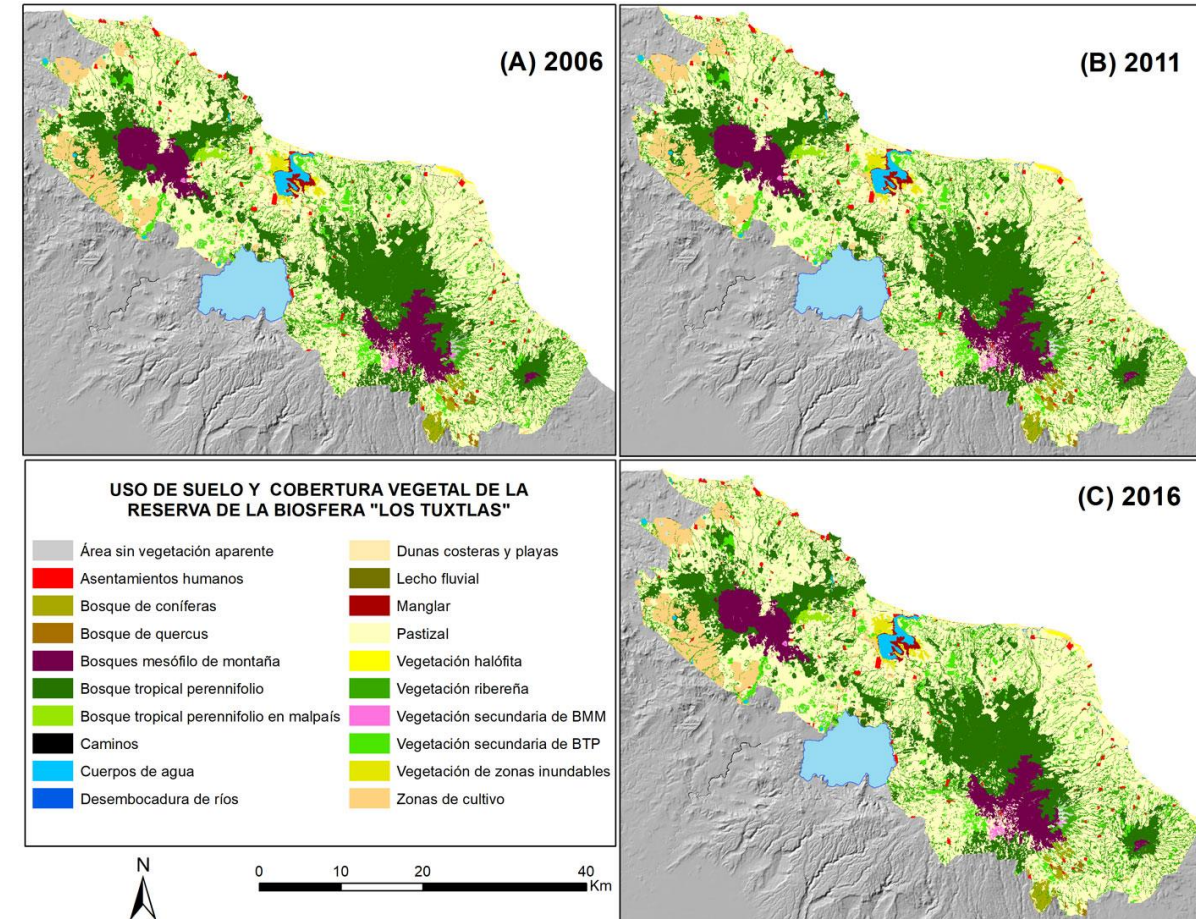 (A) 2006
(B) 2011
USO DE SUELO Y COBERTURA VEGETAL DE LA
RESERVA DE LA BIOSFERA "LOS TUXTLAS"
Área sin vegetación aparente
Asentamientos humanos
Bosque de coníferas
Bosque de quercus
Bosques mesófilo de montaña
Bosque tropical perennifolio
Bosque tropical perennifolio en malpaís
Caminos
Cuerpos de agua
Desembocadura de ríos
Dunas costeras y playas
Lecho fluvial
Manglar
Pastizal
Vegetación halófita
Vegetación ribereña
Vegetación secundaria de BMM
Vegetación secundaria de BTP
Vegetación de zonas inundables
Zonas de cultivo
(C) 2016
N
0 10 20 40
Km